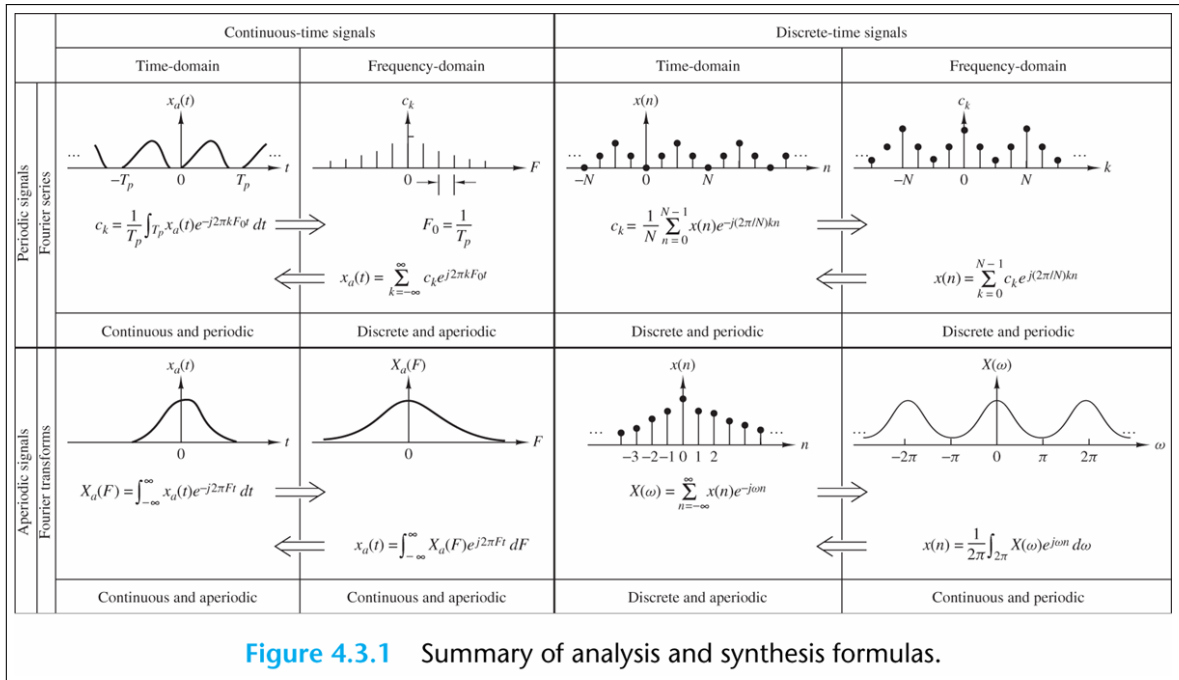 Continuous-time signals
Discrete-time signals
Time-domain
Frequency-domain
Time-domain
Frequency-domain
Periodic signals
Fourier series
x_a(t)
... −T_p 0 T_p ... t
c_k = 1/T_p ∫_{T_p} x_a(t)e^{−j2πkF_0t} dt
c_k
0 F
F_0 = 1/T_p
x_a(t) = ∑_{k=−∞}^{∞} c_k e^{j2πkF_0t}
x(n)
... −N 0 N ... n
c_k = 1/N ∑_{n=0}^{N−1} x(n)e^{−j(2π/N)kn}
c_k
... −N 0 N ... k
x(n) = ∑_{k=0}^{N−1} c_k e^{j(2π/N)kn}
Continuous and periodic
Discrete and aperiodic
Discrete and periodic
Discrete and periodic
Aperiodic signals
Fourier transforms
x_a(t)
0 t
X_a(F) = ∫_{−∞}^{∞} x_a(t)e^{−j2πFt} dt
X_a(F)
0 F
x_a(t) = ∫_{−∞}^{∞} X_a(F)e^{j2πFt} dF
x(n)
... −3 −2 −1 0 1 2 ... n
X(ω) = ∑_{n=−∞}^{∞} x(n)e^{−jωn}
X(ω)
... −2π −π 0 π 2π ... ω
x(n) = 1/2π ∫_{2π} X(ω)e^{jωn} dω
Continuous and aperiodic
Continuous and aperiodic
Discrete and aperiodic
Continuous and periodic
Figure 4.3.1 Summary of analysis and synthesis formulas.